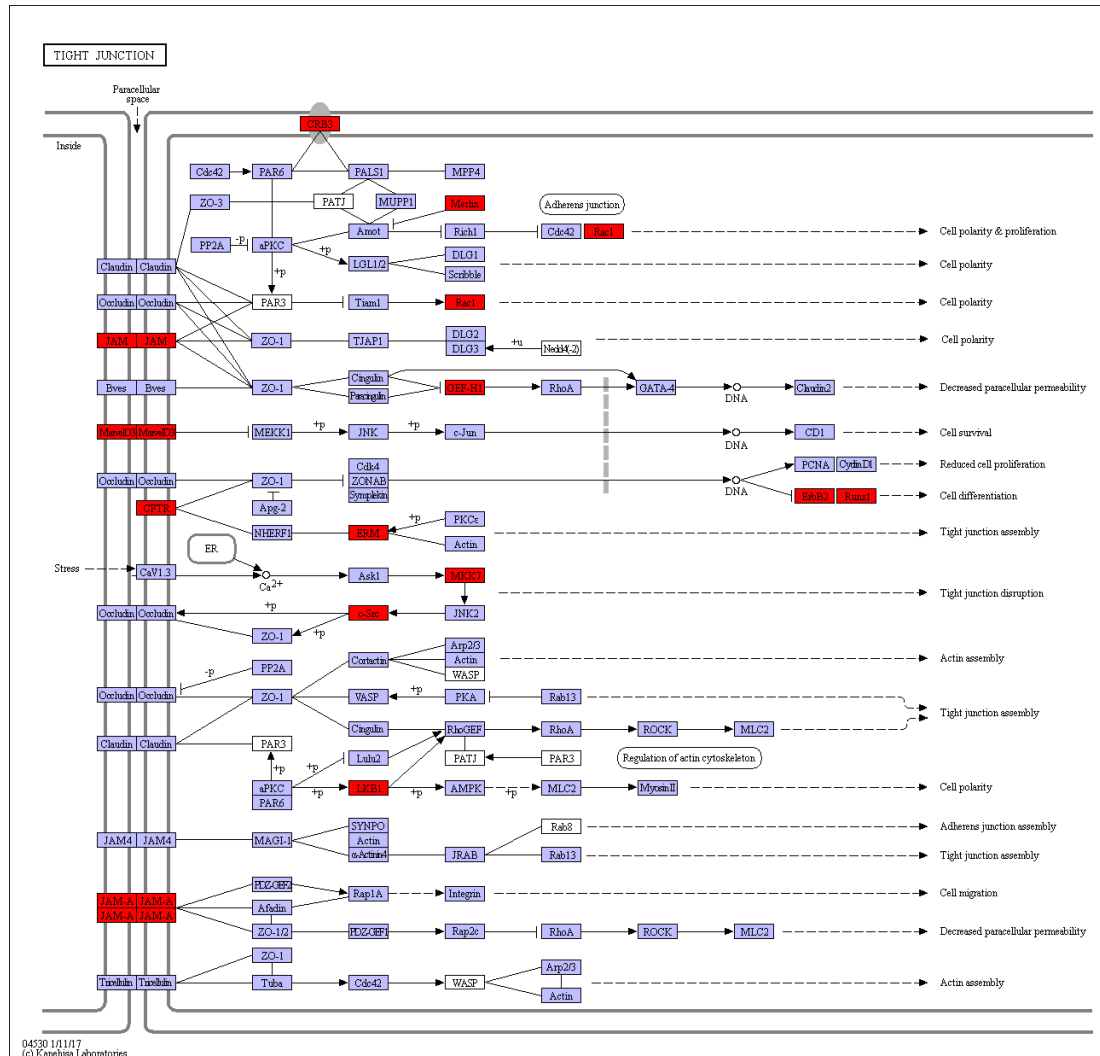 TIGHT JUNCTION
Paracellular
space
Inside
CRB3
Cdc42 PAR6 PALS1 MPP4
ZO-3 PATJ MUPP1 Merlin Adherens junction
PP2A -p aPKC Amot Rich1 Cdc42 Rac1 Cell polarity & proliferation
+p DLG1
Claudin Claudin +p LGL1/2 Scribble Cell polarity
Occludin Occludin PAR3 Tiam1 Rac1 Cell polarity
JAM JAM ZO-1 TJAP1 DLG2 Cell polarity
DLG3 +u Nedd4(-2)
Bves Bves ZO-1 Cingulin GEF-H1 RhoA GATA-4 DNA Claudin2 Decreased paracellular permeability
Paracingulin
MarvelD3 MarvelD3 MEKK1 +p JNK +p c-Jun DNA CD1 Cell survival
Occludin Occludin ZO-1 Cdk4 PCNA CyclinD1 Reduced cell proliferation
ZONAB DNA
Symplekin
CFTR Apg-2 ErbB2 Runx1 Cell differentiation
NHERF1 ERM +p PKCε Tight junction assembly
Actin
ER
Stress CaV1.3 Ca2+ Ask1 MKK7 Tight junction disruption
Occludin Occludin +p c-Src JNK2
ZO-1 +p
-p PP2A Cortactin Arp2/3 Actin assembly
Actin
WASP
Occludin Occludin ZO-1 VASP +p PKA Rab13 Tight junction assembly
Cingulin RhoGEF RhoA ROCK MLC2
Claudin Claudin PAR3 Lulu2 PATJ PAR3 Regulation of actin cytoskeleton
+p +p
aPKC +p LKB1 +p AMPK +p MLC2 MyosinII Cell polarity
PAR6
JAM4 JAM4 MAGI-1 SYNPO Rab8 Adherens junction assembly
Actin
α-Actinin4 JRAB Rab13 Tight junction assembly
JAM-A JAM-A PDZ-GEF2 Rap1A Integrin Cell migration
JAM-A JAM-A Afadin
ZO-1/2 PDZ-GEF1 Rap2c RhoA ROCK MLC2 Decreased paracellular permeability
ZO-1
Tricellulin Tricellulin Tuba Cdc42 WASP Arp2/3 Actin assembly
Actin
04530 1/11/17
(c) Kanehisa Laboratories